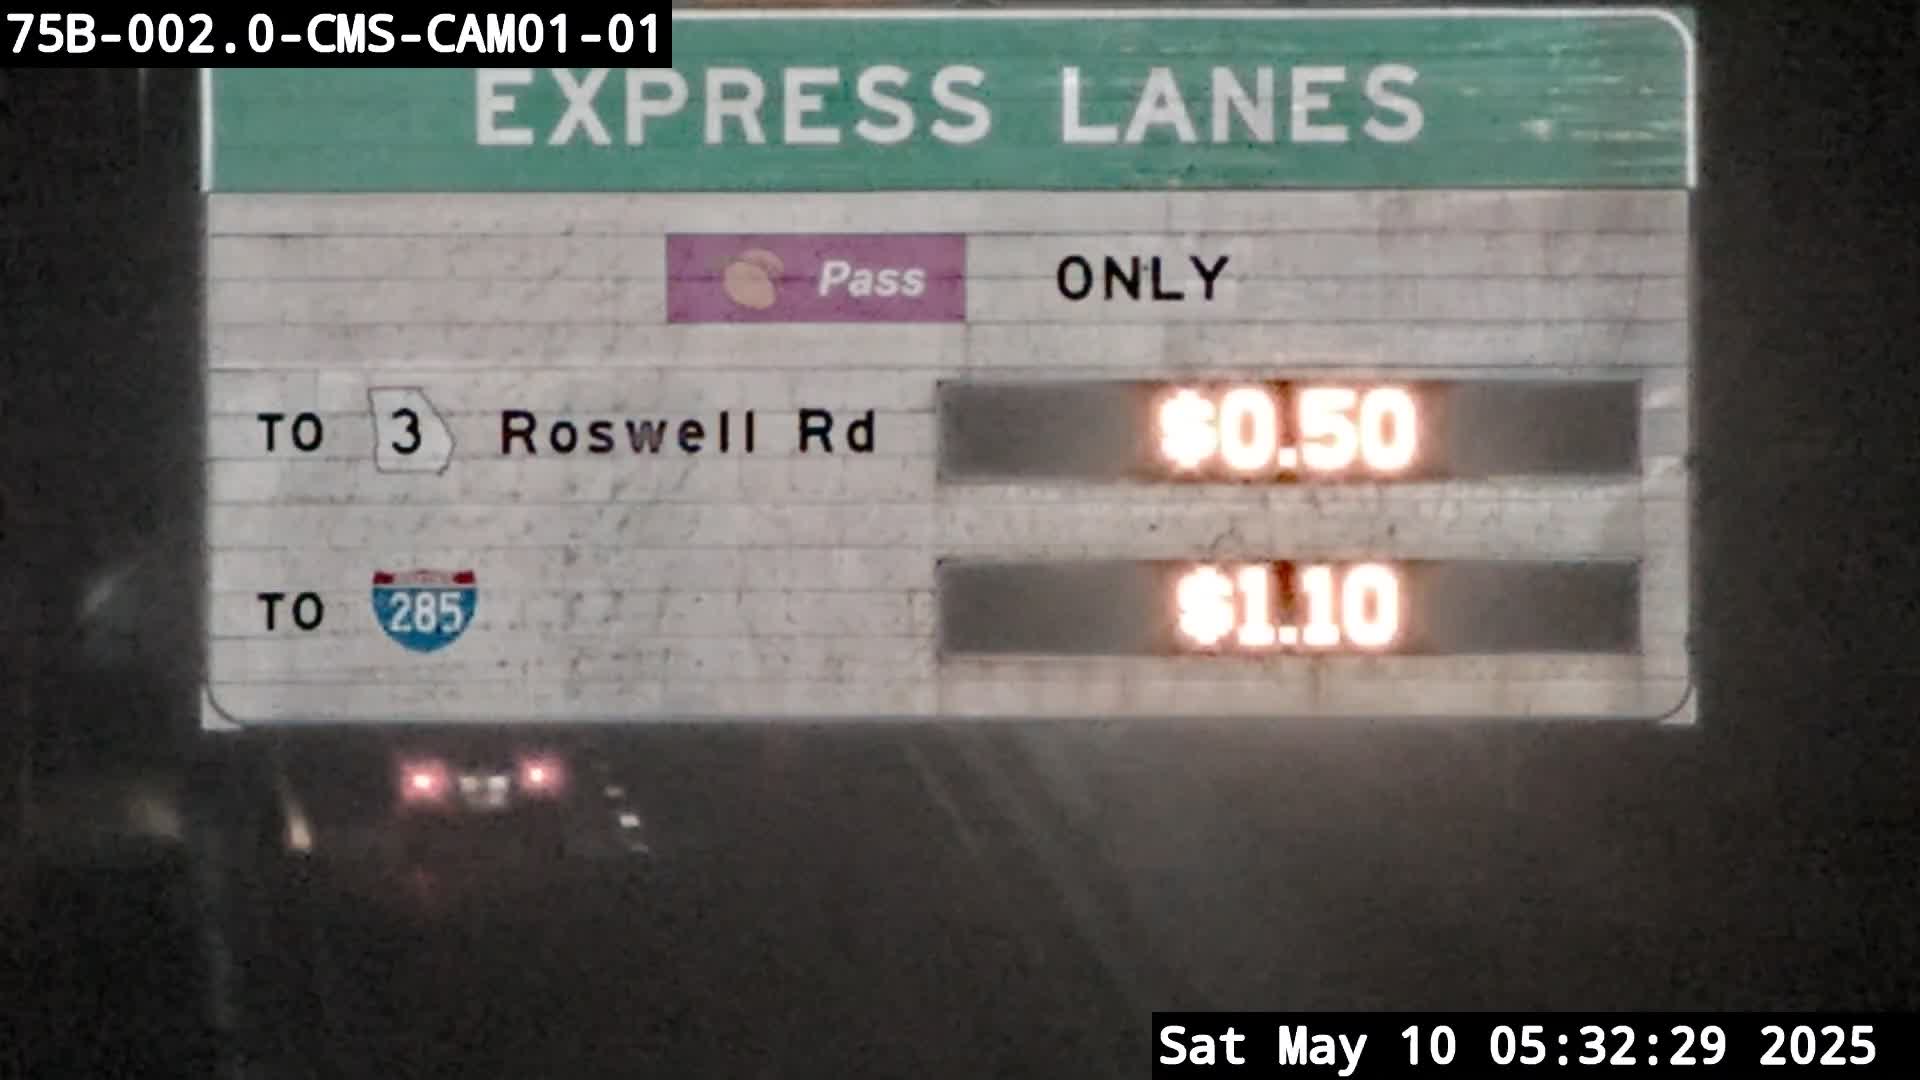 75B-002.0-CMS-CAM01-01
EXPRESS LANES
Pass ONLY
TO 3 Roswell Rd $0.50
TO 285 $1.10
Sat May 10 05:32:29 2025